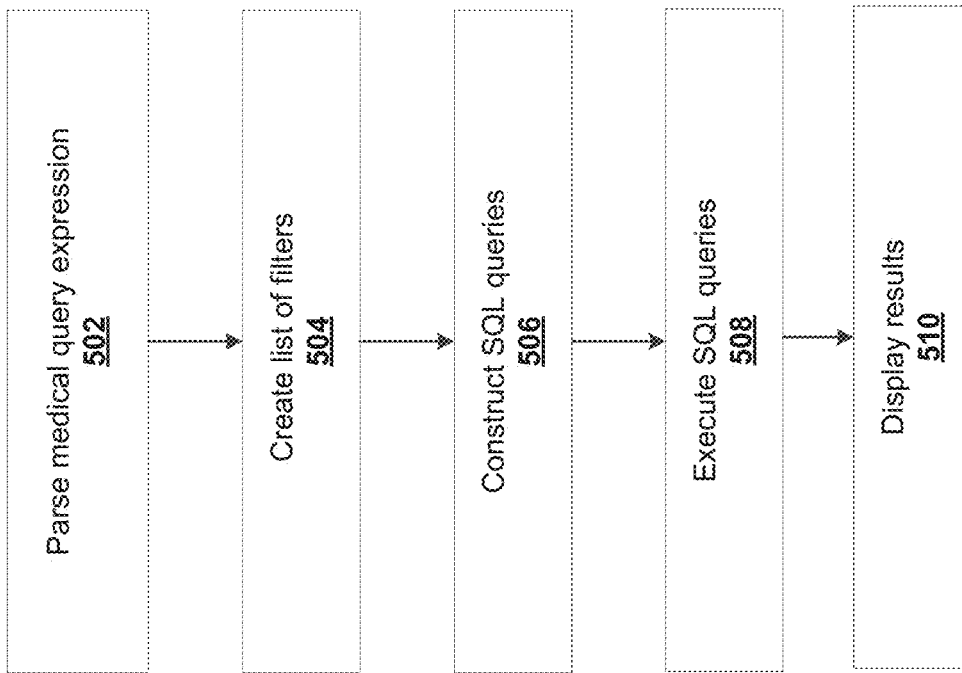 Parse medical query expression
502
Create list of filters
504
Construct SQL queries
506
Execute SQL queries
508
Display results
510